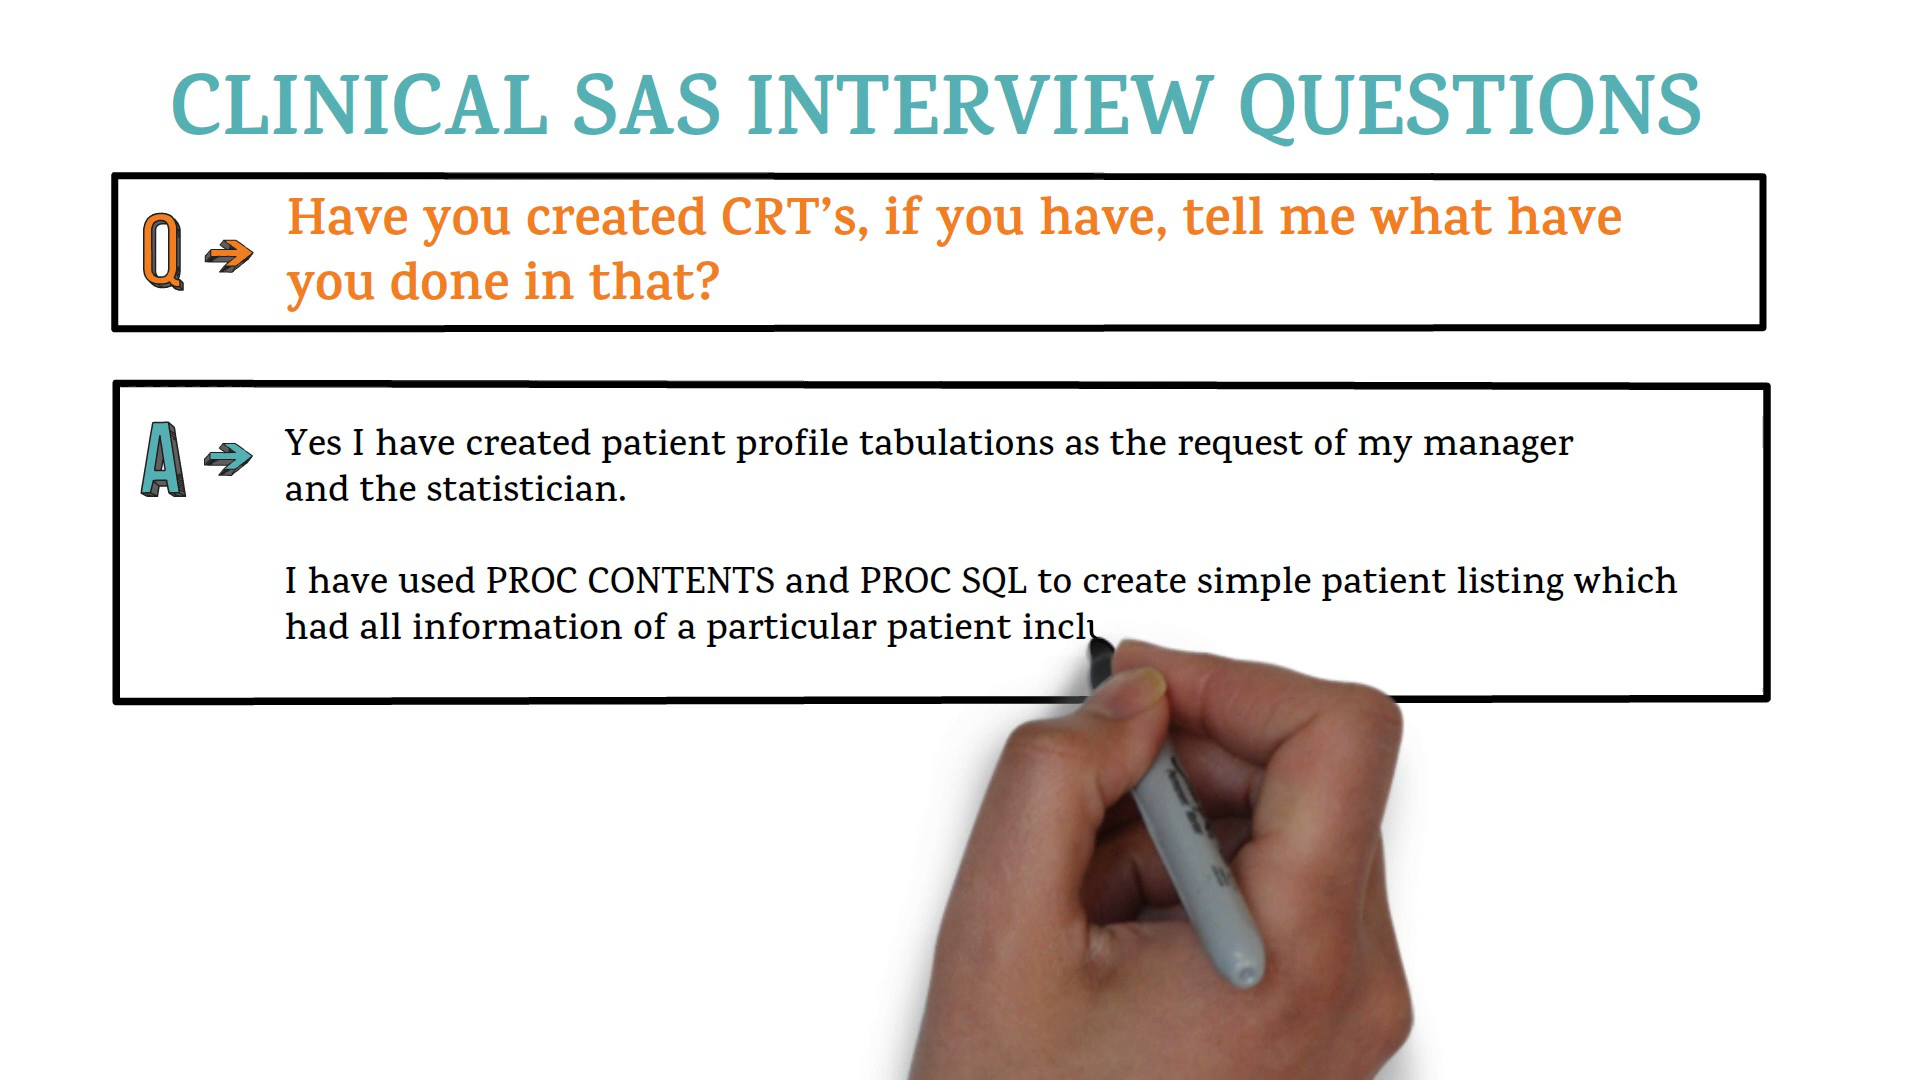 CLINICAL SAS INTERVIEW QUESTIONS
Q
Have you created CRT’s, if you have, tell me what have
you done in that?
A
Yes I have created patient profile tabulations as the request of my manager
and the statistician.
I have used PROC CONTENTS and PROC SQL to create simple patient listing which
had all information of a particular patient inclu